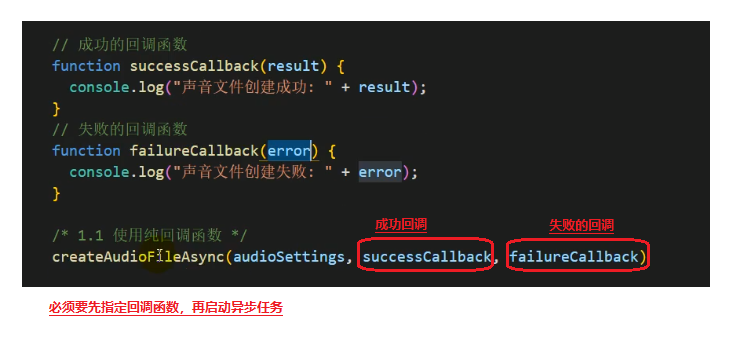 // 成功的回调函数
function successCallback(result) {
  console.log("声音文件创建成功: " + result);
}
// 失败的回调函数
function failureCallback(error) {
  console.log("声音文件创建失败: " + error);
}
成功回调 失败的回调
/* 1.1 使用纯回调函数 */
createAudioFileAsync(audioSettings, successCallback, failureCallback)
必须要先指定回调函数，再启动异步任务